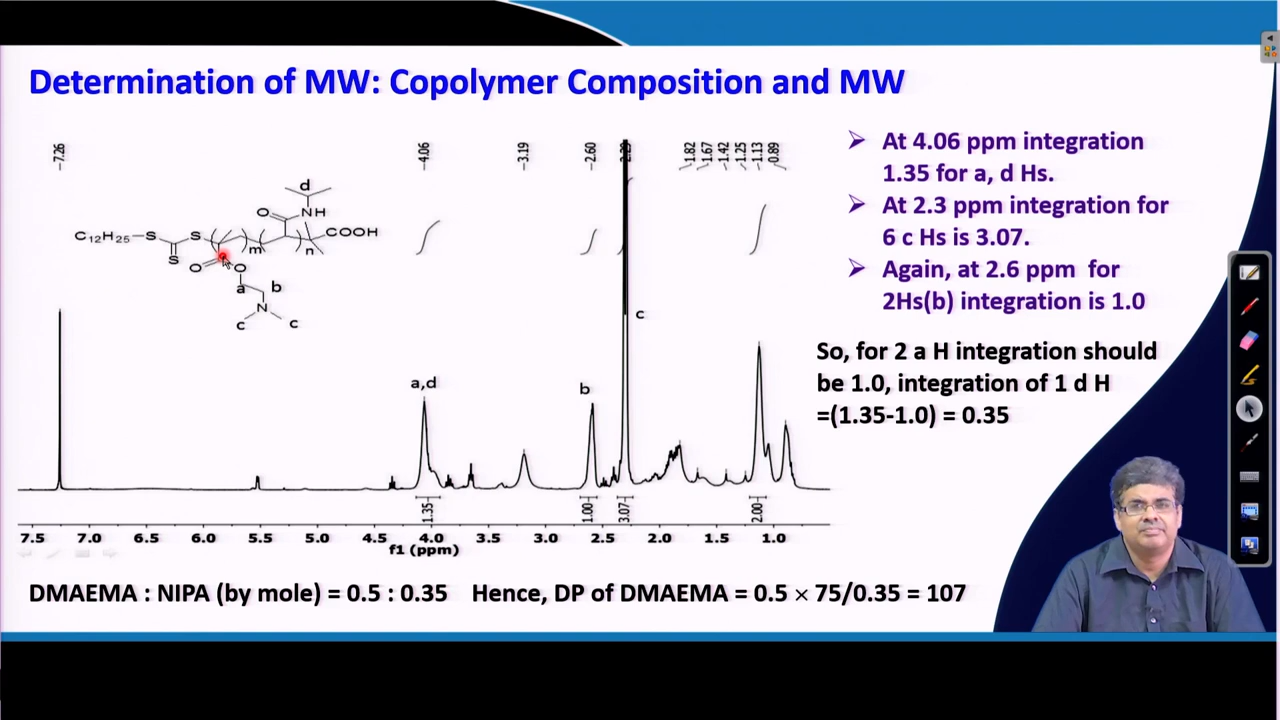 Determination of MW: Copolymer Composition and MW
7.26
4.06
3.19
2.60
1.82
1.67
1.42
1.25
1.13
0.89
d
O
NH
C12H25
S
S
COOH
S
m
n
O
O
a
b
N
c
c
c
a,d
b
1.35
1.00
3.07
2.00
7.5 7.0 6.5 6.0 5.5 5.0 4.5 4.0 3.5 3.0 2.5 2.0 1.5 1.0
f1 (ppm)
➢ At 4.06 ppm integration
1.35 for a, d Hs.
➢ At 2.3 ppm integration for
6 c Hs is 3.07.
➢ Again, at 2.6 ppm for
2Hs(b) integration is 1.0
So, for 2 a H integration should
be 1.0, integration of 1 d H
=(1.35-1.0) = 0.35
DMAEMA : NIPA (by mole) = 0.5 : 0.35 Hence, DP of DMAEMA = 0.5 × 75/0.35 = 107